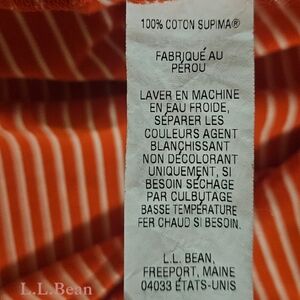 100% COTON SUPIMA®
FABRIQUÉ AU
PÉROU
LAVER EN MACHINE
EN EAU FROIDE,
SÉPARER LES
COULEURS AGENT
BLANCHISSANT
NON DÉCOLORANT
UNIQUEMENT, SI
BESOIN SÉCHAGE
PAR CULBUTAGE
BASSE TEMPÉRATURE
FER CHAUD SI BESOIN.
L.L. BEAN,
FREEPORT, MAINE
04033 ÉTATS-UNIS
L.L.Bean